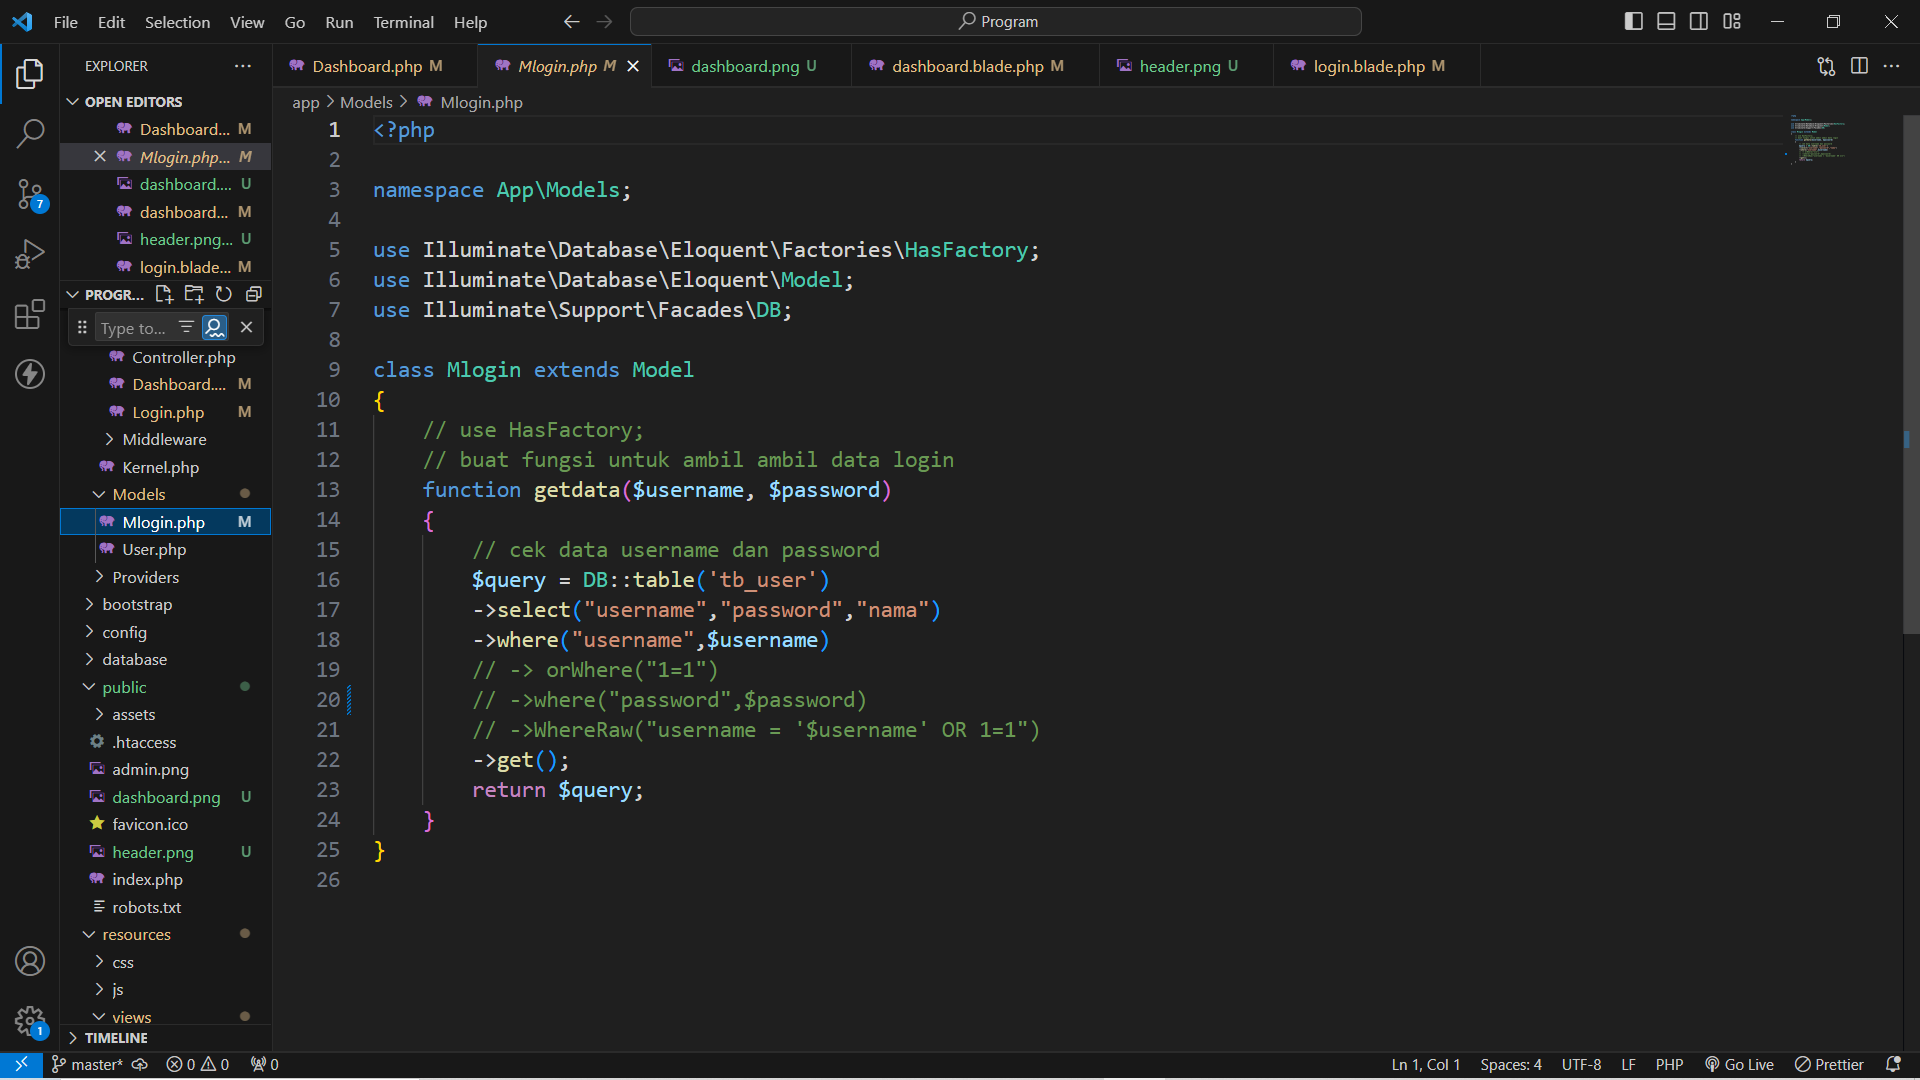 File Edit Selection View Go Run Terminal Help
Program
EXPLORER
Dashboard.php M
Mlogin.php M
dashboard.png U
dashboard.blade.php M
header.png U
login.blade.php M
OPEN EDITORS
Dashboard... M
Mlogin.php... M
dashboard.... U
dashboard... M
header.png... U
login.blade... M
PROGR...
Type to...
Controller.php
Dashboard.... M
Login.php M
Middleware
Kernel.php
Models
Mlogin.php M
User.php
Providers
bootstrap
config
database
public
assets
.htaccess
admin.png
dashboard.png U
favicon.ico
header.png U
index.php
robots.txt
resources
css
js
views
TIMELINE
7
1
app > Models > Mlogin.php
1 <?php
2
3 namespace App\Models;
4
5 use Illuminate\Database\Eloquent\Factories\HasFactory;
6 use Illuminate\Database\Eloquent\Model;
7 use Illuminate\Support\Facades\DB;
8
9 class Mlogin extends Model
10 {
11     // use HasFactory;
12     // buat fungsi untuk ambil ambil data login
13     function getdata($username, $password)
14     {
15         // cek data username dan password
16         $query = DB::table('tb_user')
17         ->select("username","password","nama")
18         ->where("username",$username)
19         // -> orWhere("1=1")
20         // ->where("password",$password)
21         // ->WhereRaw("username = '$username' OR 1=1")
22         ->get();
23         return $query;
24     }
25 }
26
master* 0 0 0
Ln 1, Col 1 Spaces: 4 UTF-8 LF PHP Go Live Prettier